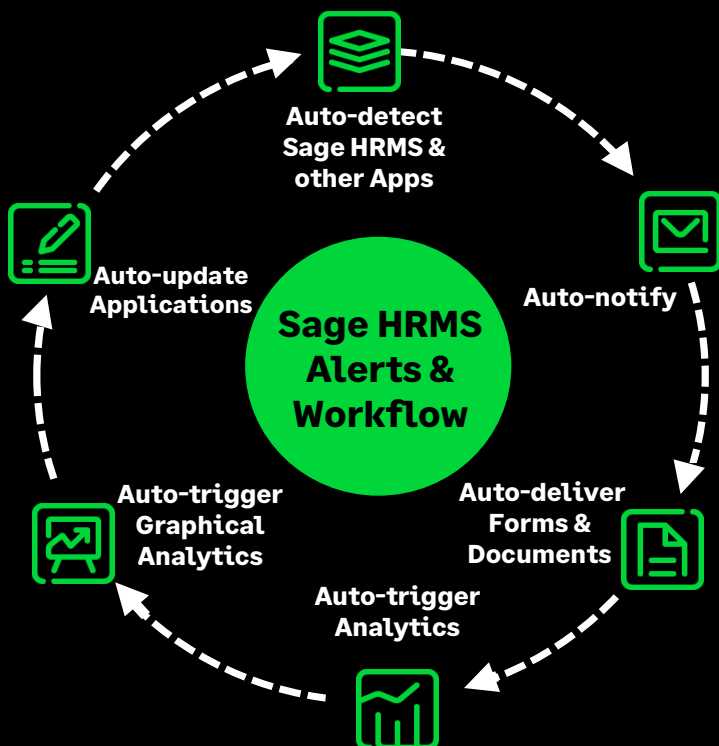 Auto-detect
Sage HRMS &
other Apps
Auto-update
Applications
Auto-notify
Sage HRMS
Alerts &
Workflow
Auto-trigger
Graphical
Analytics
Auto-deliver
Forms &
Documents
Auto-trigger
Analytics